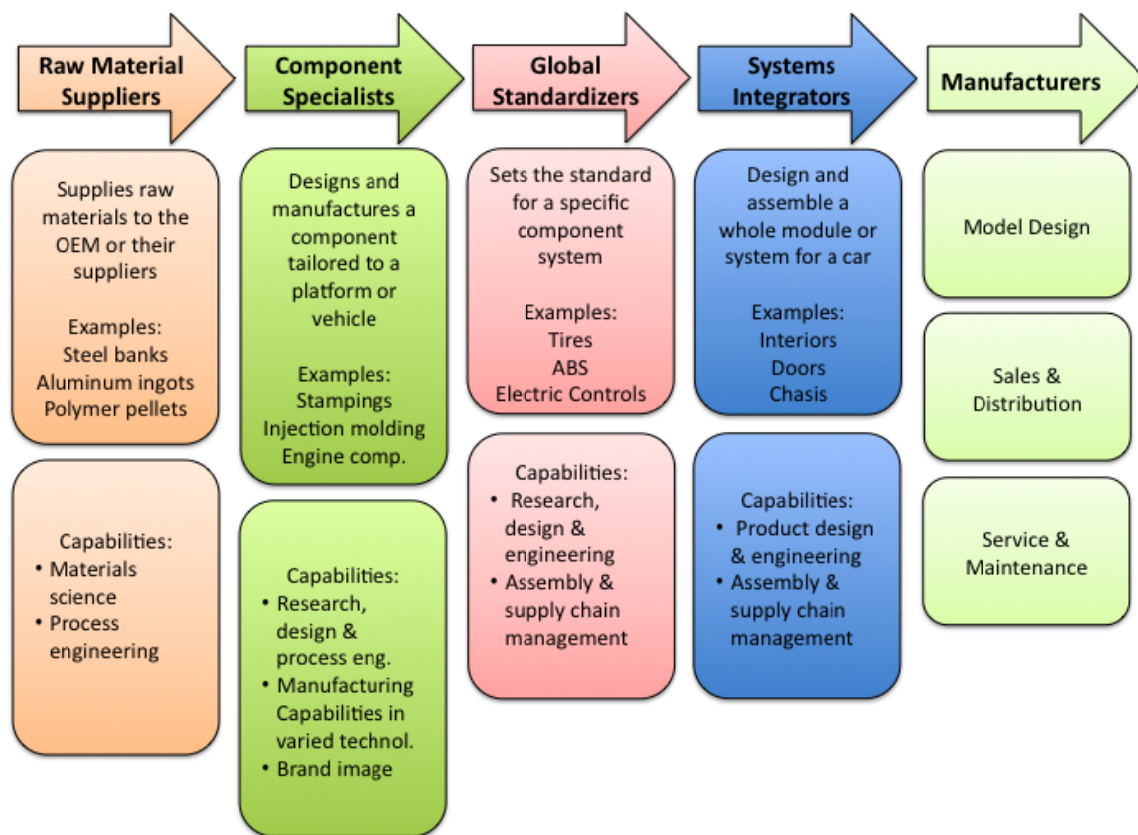 Raw Material
Suppliers
Component
Specialists
Global
Standardizers
Systems
Integrators
Manufacturers
Supplies raw
materials to the
OEM or their
suppliers
Examples:
Steel banks
Aluminum ingots
Polymer pellets
Capabilities:
• Materials
science
• Process
engineering
Designs and
manufactures a
component
tailored to a
platform or
vehicle
Examples:
Stampings
Injection molding
Engine comp.
Capabilities:
• Research,
design &
process eng.
• Manufacturing
Capabilities in
varied technol.
• Brand image
Sets the standard
for a specific
component
system
Examples:
Tires
ABS
Electric Controls
Capabilities:
• Research,
design &
engineering
• Assembly &
supply chain
management
Design and
assemble a
whole module or
system for a car
Examples:
Interiors
Doors
Chasis
Capabilities:
• Product design
& engineering
• Assembly &
supply chain
management
Model Design
Sales &
Distribution
Service &
Maintenance